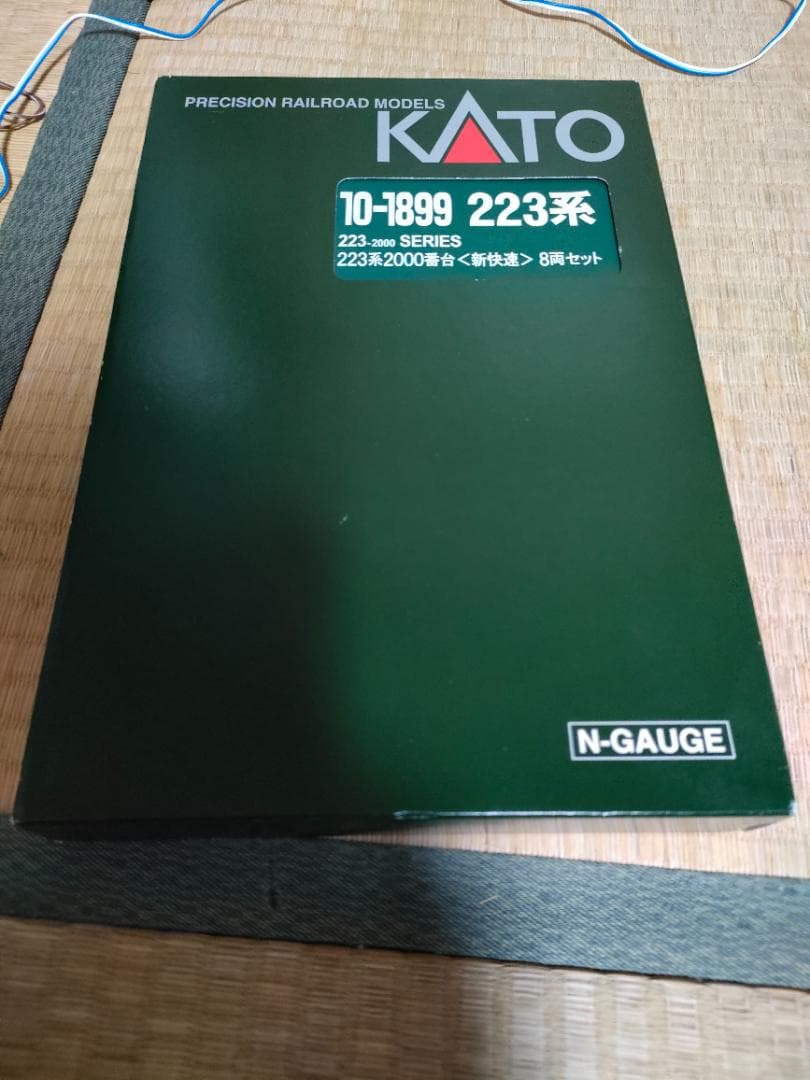 PRECISION RAILROAD MODELS
KATO
10-1899 223系
223-2000 SERIES
223系2000番台<新快速> 8両セット
N-GAUGE